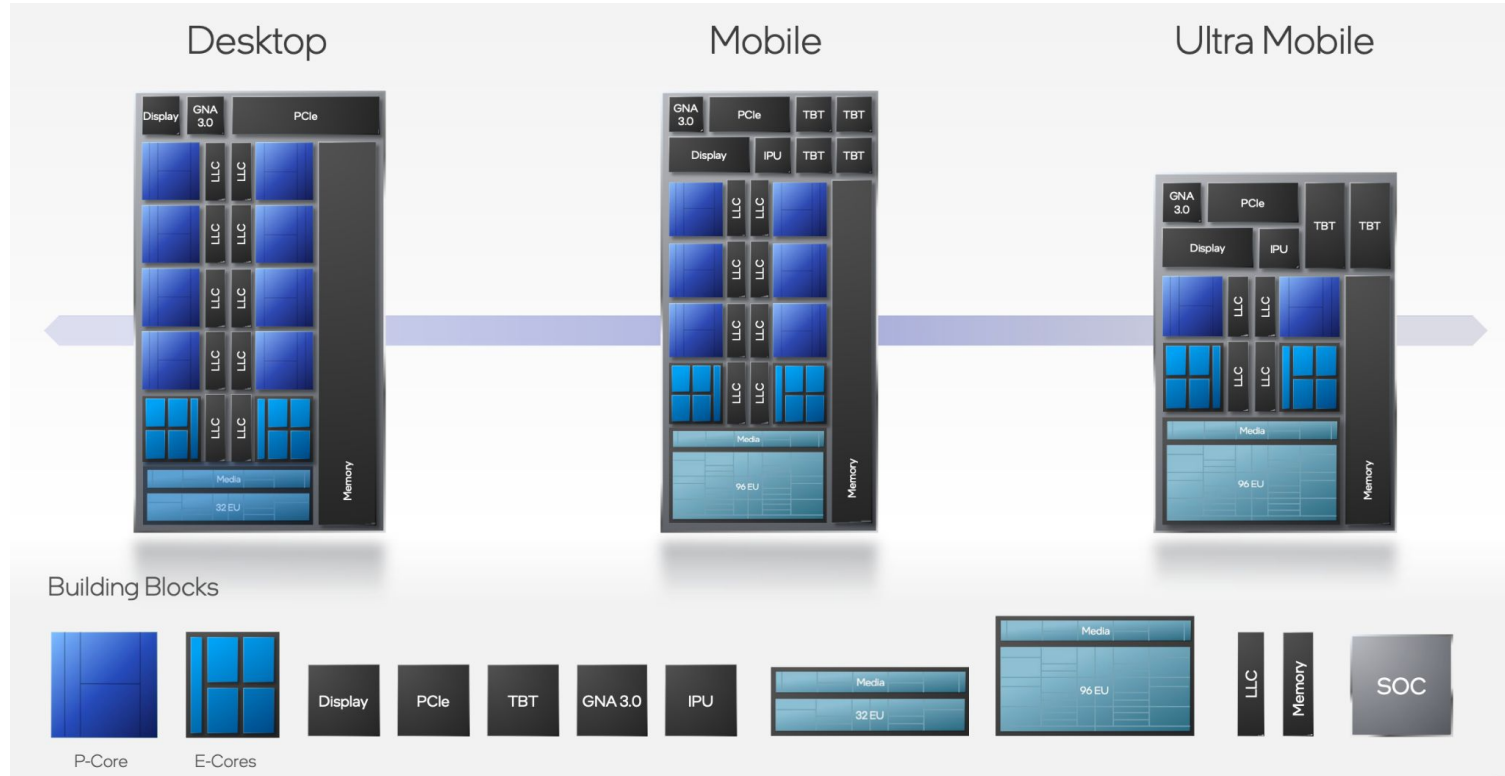 Desktop
Mobile
Ultra Mobile
Display
GNA
3.0
PCIe
LLC
LLC
LLC
LLC
LLC
LLC
LLC
LLC
LLC
LLC
Media
32 EU
Memory
GNA
3.0
PCIe
TBT
TBT
Display
IPU
TBT
TBT
LLC
LLC
LLC
LLC
LLC
LLC
LLC
LLC
Media
96 EU
Memory
GNA
3.0
PCIe
TBT
TBT
Display
IPU
LLC
LLC
LLC
LLC
Media
96 EU
Memory
Building Blocks
P-Core
E-Cores
Display
PCIe
TBT
GNA 3.0
IPU
Media
32 EU
Media
96 EU
LLC
Memory
SOC